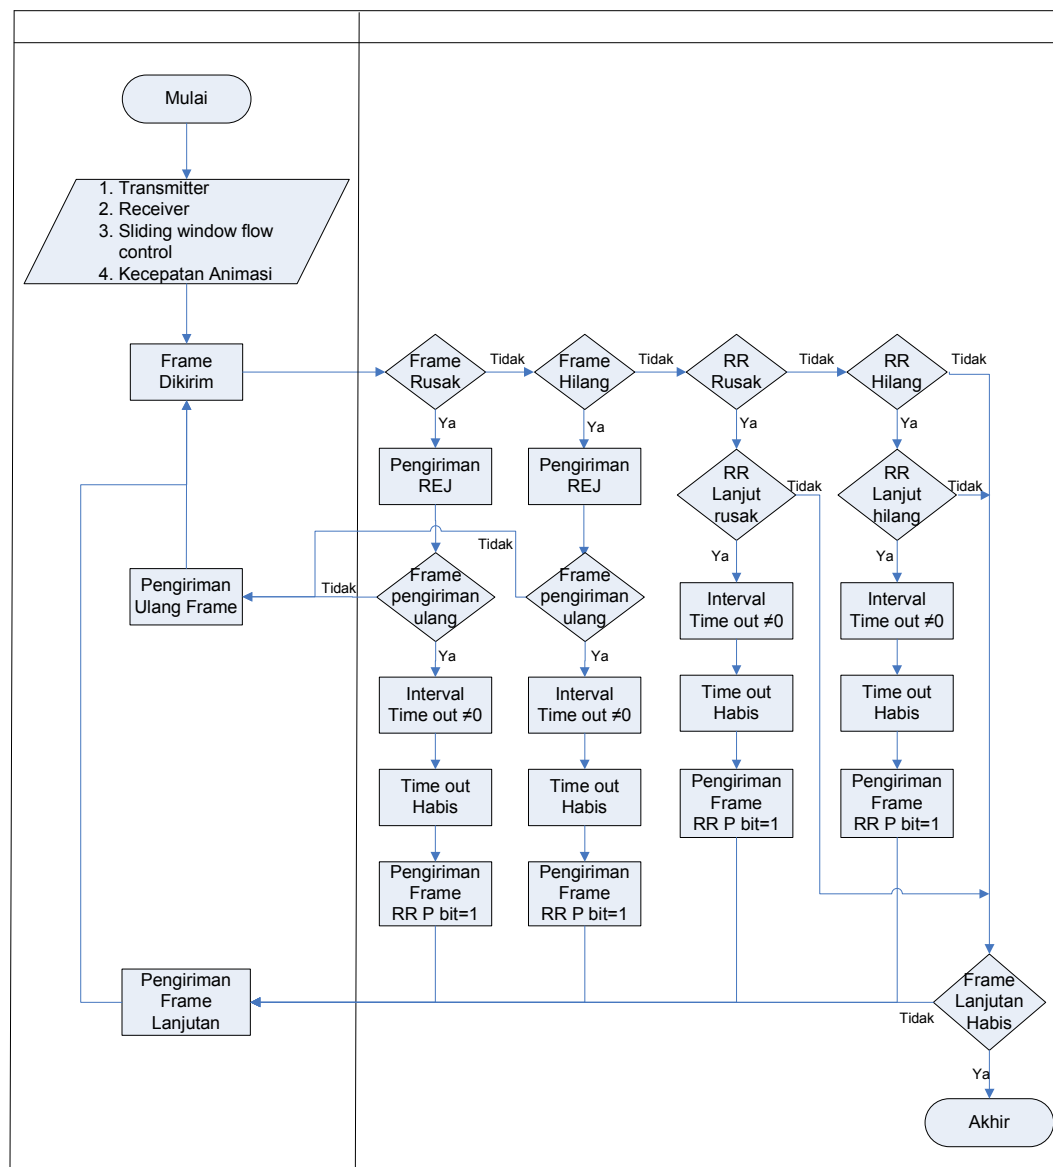 Mulai
1. Transmitter
2. Receiver
3. Sliding window flow
control
4. Kecepatan Animasi
Frame
Dikirim
Frame
Rusak
Tidak
Frame
Hilang
Tidak
RR
Rusak
Tidak
RR
Hilang
Tidak
Ya
Ya
Ya
Ya
Pengiriman
REJ
Pengiriman
REJ
RR
Lanjut
rusak
Tidak
RR
Lanjut
hilang
Tidak
Tidak
Ya
Ya
Pengiriman
Ulang Frame
Tidak
Frame
pengiriman
ulang
Frame
pengiriman
ulang
Interval
Time out ≠0
Interval
Time out ≠0
Ya
Ya
Interval
Time out ≠0
Interval
Time out ≠0
Time out
Habis
Time out
Habis
Time out
Habis
Time out
Habis
Pengiriman
Frame
RR P bit=1
Pengiriman
Frame
RR P bit=1
Pengiriman
Frame
RR P bit=1
Pengiriman
Frame
RR P bit=1
Pengiriman
Frame
Lanjutan
Frame
Lanjutan
Habis
Tidak
Ya
Akhir